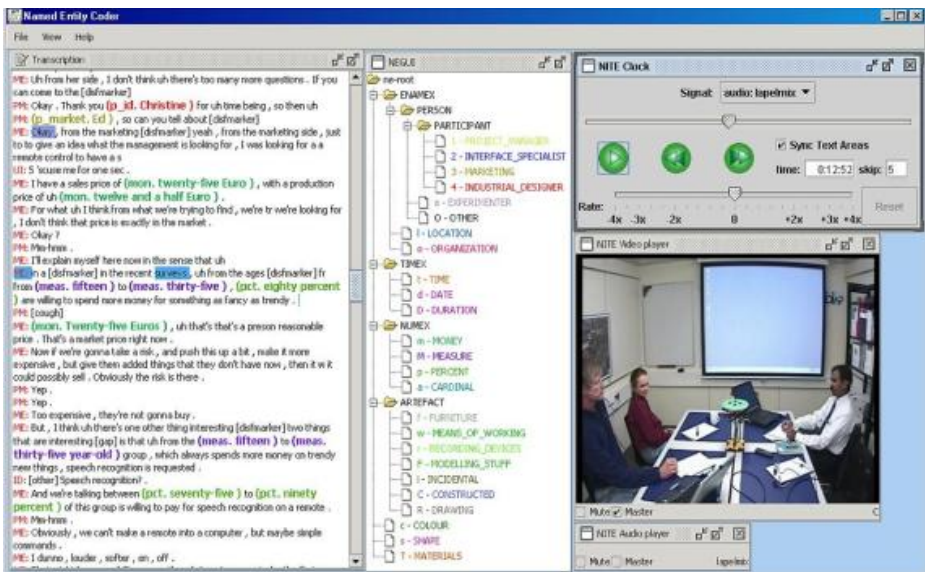 Named Entity Coder
File View Help
Transcription
ME: Uh from her side , I don't think uh there's too many more questions . If you
can come to the [disfmarker]
PM: Okay . Thank you (p_id. Christine ) for uh time being , so then uh
PM: (p_market. Ed ) , so can you tell about [disfmarker]
ME: Okay , from the marketing [disfmarker] yeah , from the marketing side , just
to to give an idea what the management is looking for , I was looking for a a
remote control to have a s
UI: S 'scuse me for one sec .
ME: I have a sales price of (mon. twenty-five Euro ) , with a production
price of uh (mon. twelve and a half Euro ) .
ME: For what uh I think from what we're trying to find , we're tr we're looking for
, I don't think that price is exactly in the market .
ME: Okay ?
PM: Mm-hmm .
ME: I'll explain myself here now in the sense that uh
ME: in a [disfmarker] in the recent surveys , uh from the ages [disfmarker] fr
from (meas. fifteen ) to (meas. thirty-five ) , (pct. eighty percent
) are willing to spend more money for something as fancy as trendy .
PM: [cough]
ME: (mon. Twenty-five Euros ) , uh that's that's a preson reasonable
price . That's a market price right now .
ME: Now if we're gonna take a risk , and push this up a bit , make it more
expensive , but give them added things that they don't have now , then it w it
could possibly sell . Obviously the risk is there .
PM: Yep .
PM: Yep .
ME: Too expensive , they're not gonna buy .
ME: But , I think uh there's one other thing interesting [disfmarker] two things
that are interesting [gap] is that uh from the (meas. fifteen ) to (meas.
thirty-five year-old ) group , which always spends more money on trendy
new things , speech recognition is requested .
ID: [other] Speech recognition? .
ME: And we're talking between (pct. seventy-five ) to (pct. ninety
percent ) of this group is willing to pay for speech recognition on a remote .
PM: Mm-hmm .
ME: Obviously , we can't make a remote into a computer , but maybe simple
commands .
ME: I dunno , louder , softer , on , off .
NEGUI
ne-root
ENAMEX
PERSON
PARTICIPANT
1 - PROJECT_MANAGER
2 - INTERFACE_SPECIALIST
3 - MARKETING
4 - INDUSTRIAL_DESIGNER
e - EXPERIMENTER
O - OTHER
l - LOCATION
o - ORGANIZATION
TIMEX
t - TIME
d - DATE
D - DURATION
NUMEX
m - MONEY
M - MEASURE
p - PERCENT
a - CARDINAL
ARTEFACT
f - FURNITURE
w - MEANS_OF_WORKING
r - RECORDING_DEVICES
F - MODELLING_STUFF
I - INCIDENTAL
C - CONSTRUCTED
R - DRAWING
c - COLOUR
s - SHAPE
T - MATERIALS
NITE Clock
Signal: audio: lapelmix
Sync Text Areas
time: 0:12:52 skip: 5
Rate:
-4x -3x -2x 0 +2x +3x +4x
Reset
NITE Video player
Mute Master C
NITE Audio player
Mute Master lapelmix